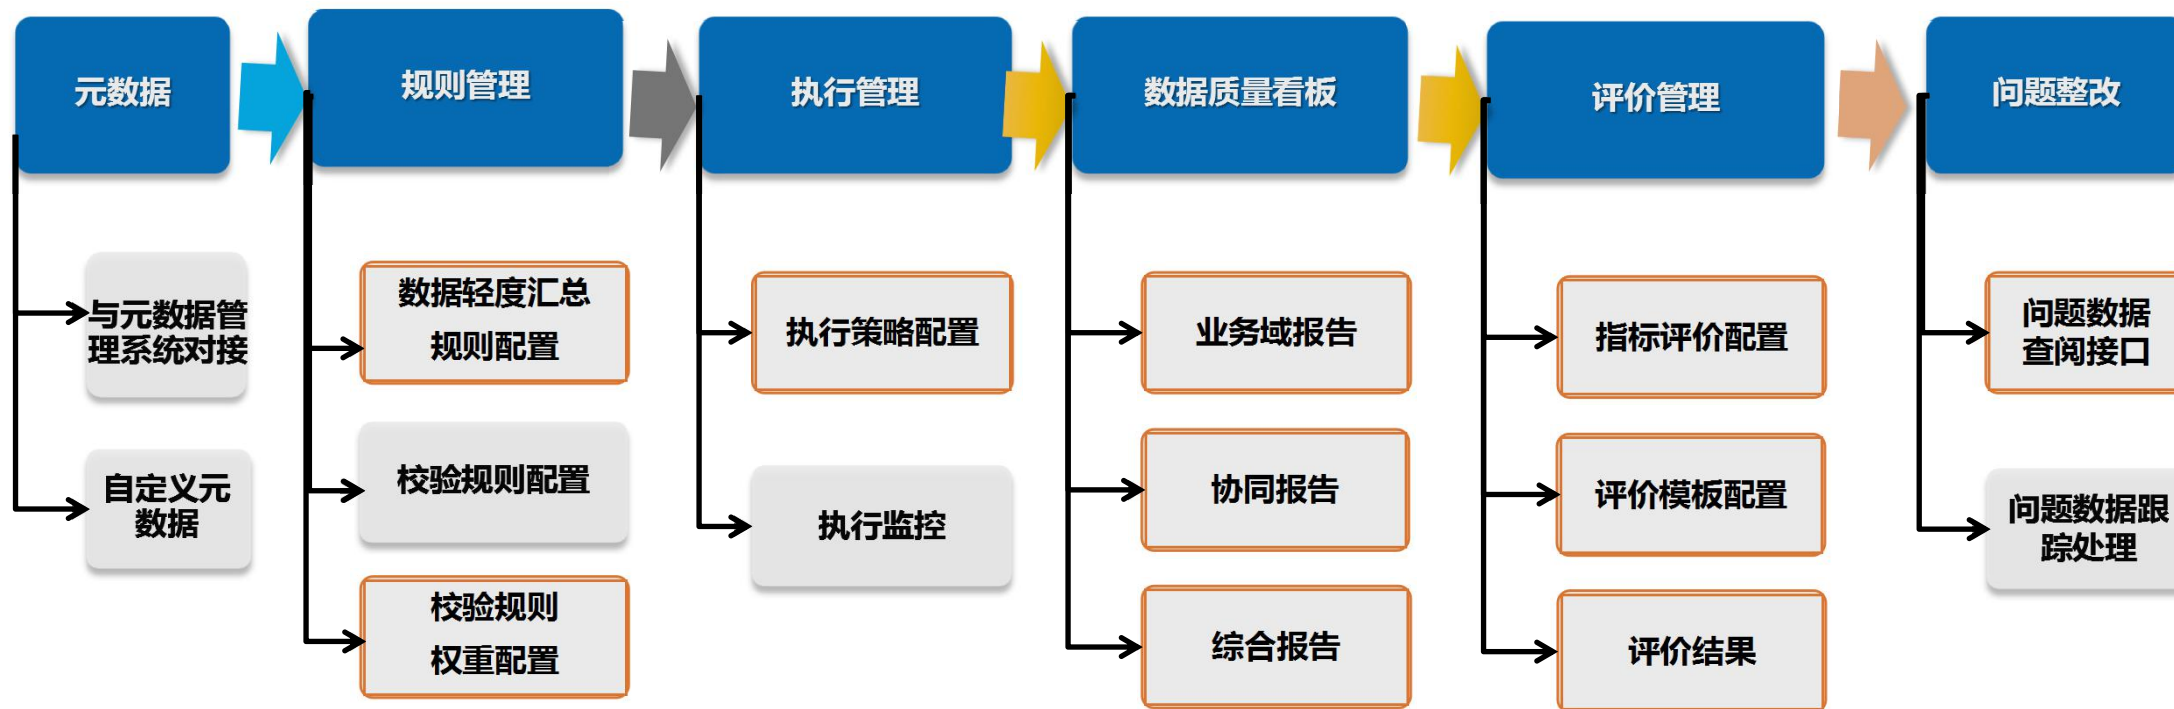 元数据
规则管理
执行管理
数据质量看板
评价管理
问题整改
与元数据管
理系统对接
自定义元
数据
数据轻度汇总
规则配置
校验规则配置
校验规则
权重配置
执行策略配置
执行监控
业务域报告
协同报告
综合报告
指标评价配置
评价模板配置
评价结果
问题数据
查阅接口
问题数据跟
踪处理